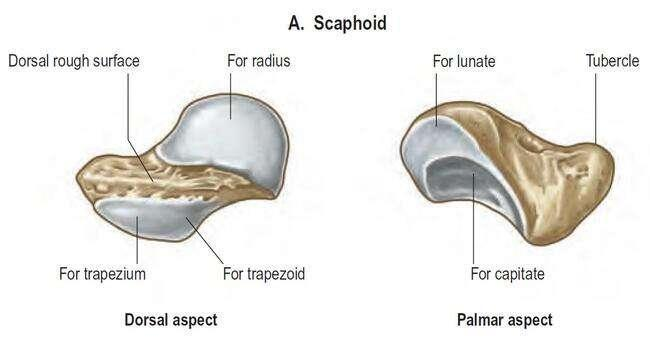 A. Scaphoid
Dorsal rough surface
For radius
For lunate
Tubercle
For trapezium
For trapezoid
For capitate
Dorsal aspect
Palmar aspect